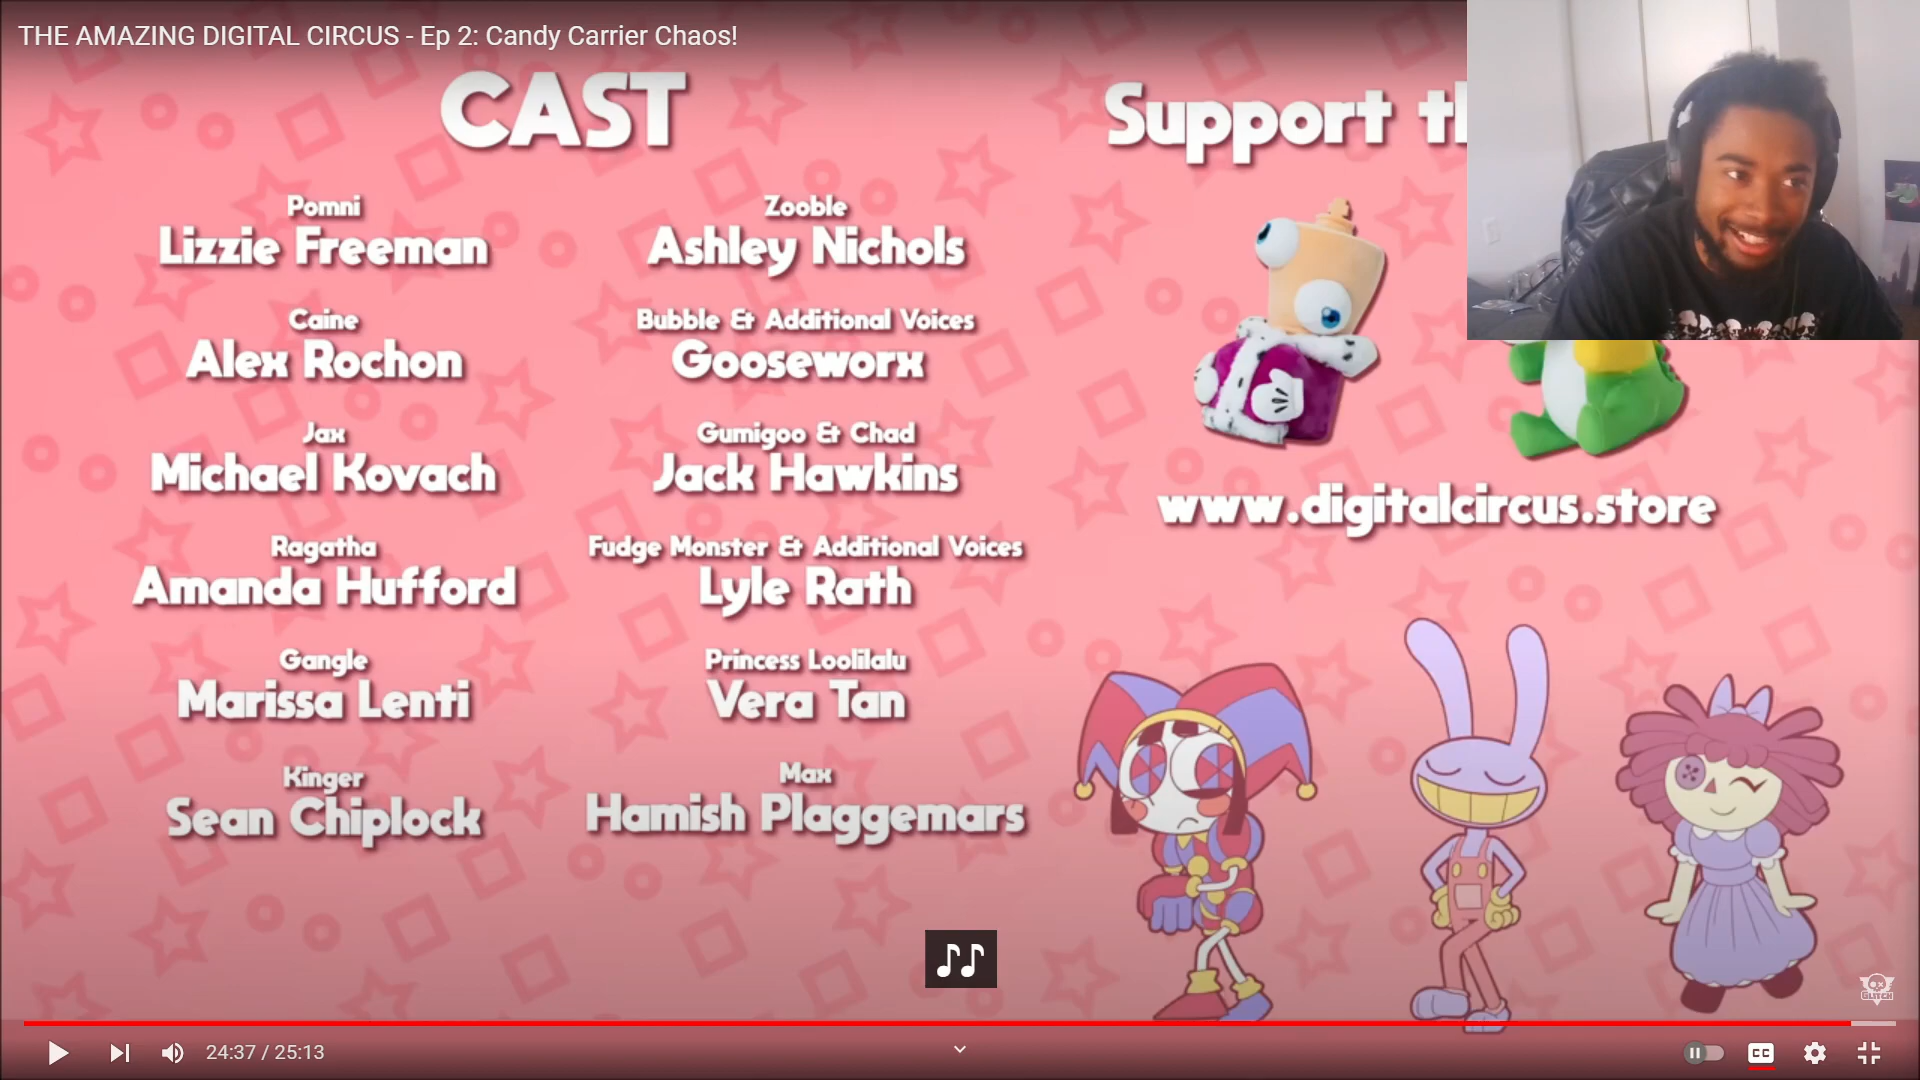 THE AMAZING DIGITAL CIRCUS - Ep 2: Candy Carrier Chaos!
CAST
Pomni
Lizzie Freeman
Caine
Alex Rochon
Jax
Michael Kovach
Ragatha
Amanda Hufford
Gangle
Marissa Lenti
Kinger
Sean Chiplock
Zooble
Ashley Nichols
Bubble & Additional Voices
Gooseworx
Gumigoo & Chad
Jack Hawkins
Fudge Monster & Additional Voices
Lyle Rath
Princess Loolilalu
Vera Tan
Max
Hamish Plaggemars
Support
www.digitalcircus.store
GLITCH
24:37 / 25:13
CC